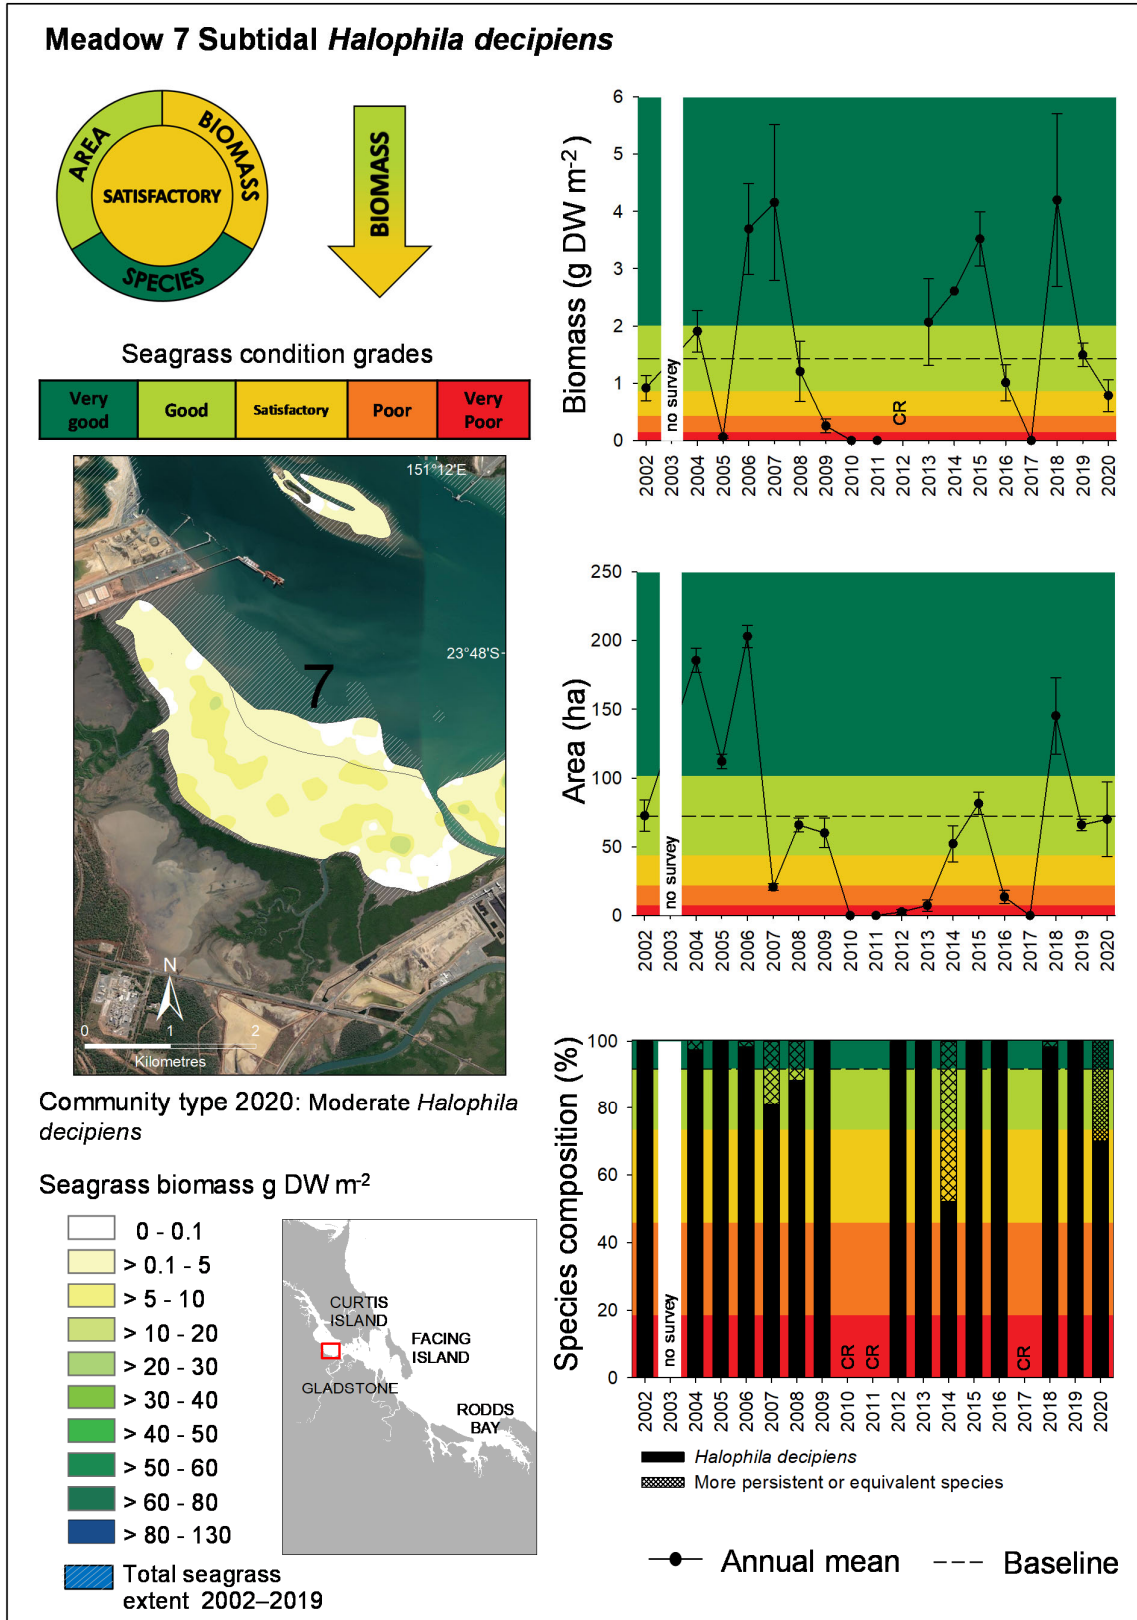 Meadow 7 Subtidal Halophila decipiens
AREA
BIOMASS
SATISFACTORY
SPECIES
BIOMASS
Seagrass condition grades
Very good
Good
Satisfactory
Poor
Very Poor
151°12'E
23°48'S
7
N
0 1 2
Kilometres
Community type 2020: Moderate Halophila
decipiens
Seagrass biomass g DW m-2
0 - 0.1
> 0.1 - 5
> 5 - 10
> 10 - 20
> 20 - 30
> 30 - 40
> 40 - 50
> 50 - 60
> 60 - 80
> 80 - 130
Total seagrass
extent 2002–2019
CURTIS
ISLAND
FACING
ISLAND
GLADSTONE
RODDS
BAY
Biomass (g DW m-2)
6
5
4
3
2
1
0
no survey
CR
2002 2003 2004 2005 2006 2007 2008 2009 2010 2011 2012 2013 2014 2015 2016 2017 2018 2019 2020
Area (ha)
250
200
150
100
50
0
no survey
2002 2003 2004 2005 2006 2007 2008 2009 2010 2011 2012 2013 2014 2015 2016 2017 2018 2019 2020
Species composition (%)
100
80
60
40
20
0
no survey
CR
CR
CR
2002 2003 2004 2005 2006 2007 2008 2009 2010 2011 2012 2013 2014 2015 2016 2017 2018 2019 2020
Halophila decipiens
More persistent or equivalent species
Annual mean
Baseline